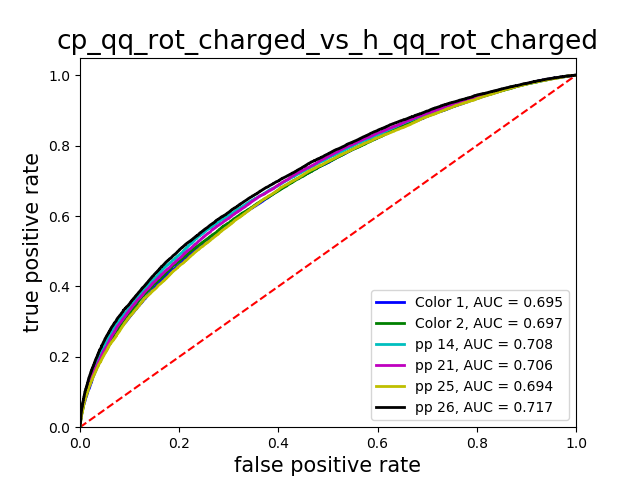 cp_qq_rot_charged_vs_h_qq_rot_charged
true positive rate
1.0
0.8
0.6
0.4
0.2
0.0
Color 1, AUC = 0.695
Color 2, AUC = 0.697
pp 14, AUC = 0.708
pp 21, AUC = 0.706
pp 25, AUC = 0.694
pp 26, AUC = 0.717
0.0 0.2 0.4 0.6 0.8 1.0
false positive rate